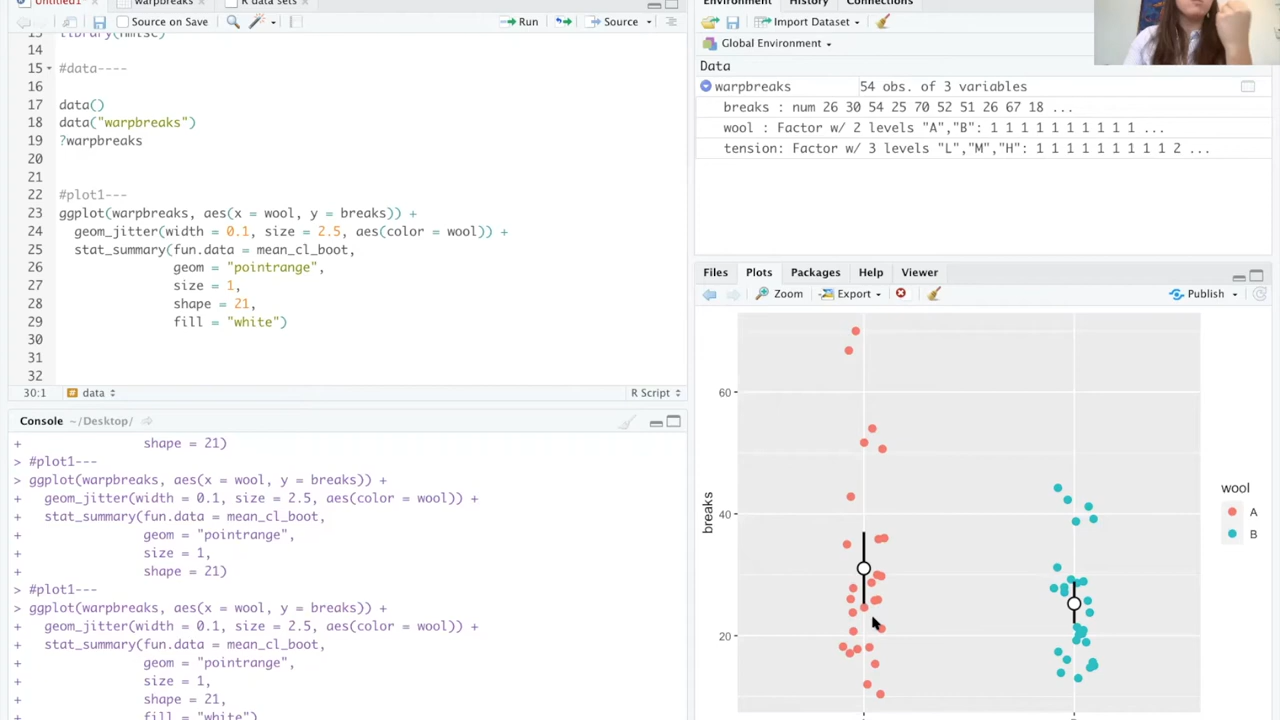 Untitled1*
warpbreaks
R data sets
Source on Save
Run
Source
13 library(Hmisc)
14
15 #data----
16
17 data()
18 data("warpbreaks")
19 ?warpbreaks
20
21
22 #plot1---
23 ggplot(warpbreaks, aes(x = wool, y = breaks)) +
24 geom_jitter(width = 0.1, size = 2.5, aes(color = wool)) +
25 stat_summary(fun.data = mean_cl_boot,
26 geom = "pointrange",
27 size = 1,
28 shape = 21,
29 fill = "white")
30
31
32
30:1 # data R Script
Console ~/Desktop/
+ shape = 21)
> #plot1---
> ggplot(warpbreaks, aes(x = wool, y = breaks)) +
+ geom_jitter(width = 0.1, size = 2.5, aes(color = wool)) +
+ stat_summary(fun.data = mean_cl_boot,
+ geom = "pointrange",
+ size = 1,
+ shape = 21)
> #plot1---
> ggplot(warpbreaks, aes(x = wool, y = breaks)) +
+ geom_jitter(width = 0.1, size = 2.5, aes(color = wool)) +
+ stat_summary(fun.data = mean_cl_boot,
+ geom = "pointrange",
+ size = 1,
+ shape = 21,
+ fill = "white")
Environment History Connections
Import Dataset
Global Environment
Data
warpbreaks 54 obs. of 3 variables
breaks : num 26 30 54 25 70 52 51 26 67 18 ...
wool : Factor w/ 2 levels "A","B": 1 1 1 1 1 1 1 1 1 1 ...
tension: Factor w/ 3 levels "L","M","H": 1 1 1 1 1 1 1 1 1 2 ...
Files Plots Packages Help Viewer
Zoom Export Publish
60
40
20
breaks
wool
A
B